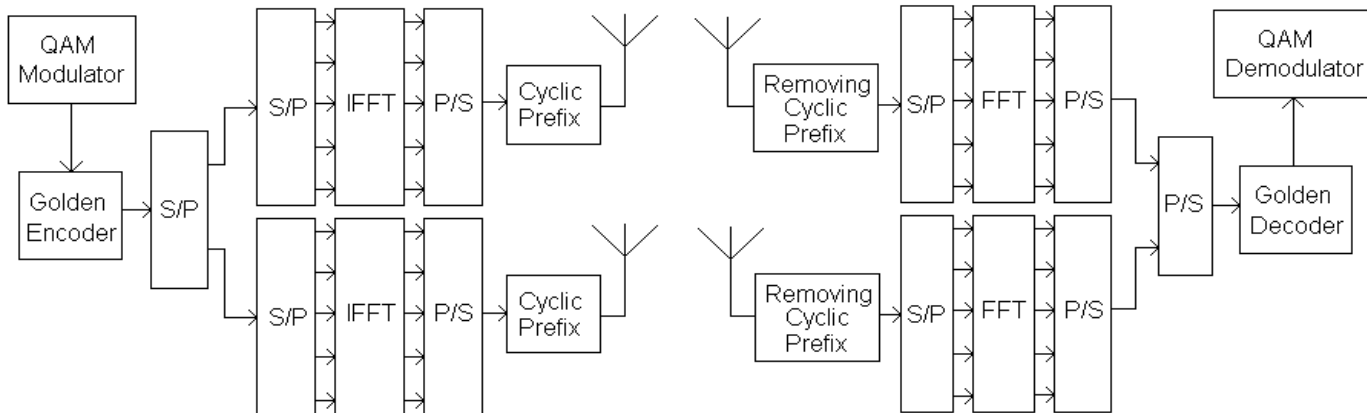 QAM
Modulator
Golden
Encoder
S/P
S/P
IFFT
P/S
Cyclic
Prefix
S/P
IFFT
P/S
Cyclic
Prefix
Removing
Cyclic
Prefix
S/P
FFT
P/S
Removing
Cyclic
Prefix
S/P
FFT
P/S
P/S
Golden
Decoder
QAM
Demodulator